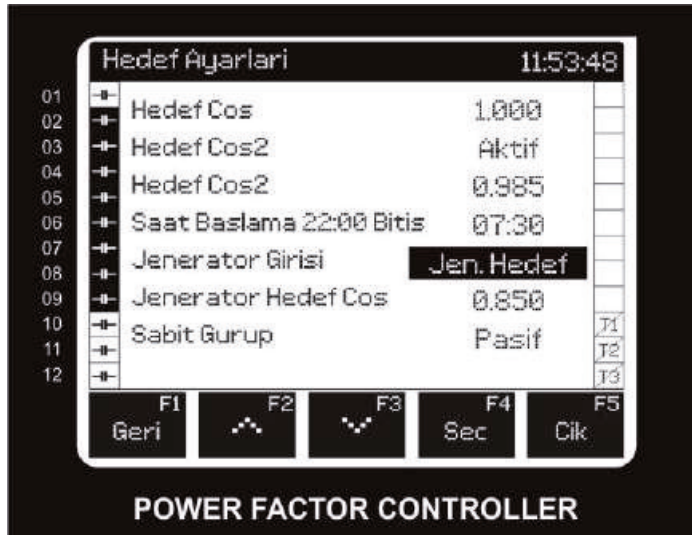 Hedef Ayarlari 11:53:48
01
02
03
04
05
06
07
08
09
10
11
12
Hedef Cos 1.000
Hedef Cos2 Aktif
Hedef Cos2 0.985
Saat Baslama 22:00 Bitis 07:30
Jenerator Girisi Jen. Hedef
Jenerator Hedef Cos 0.850
Sabit Gurup Pasif
T1
T2
T3
F1 F2 F3 F4 F5
Geri Sec Cik
POWER FACTOR CONTROLLER